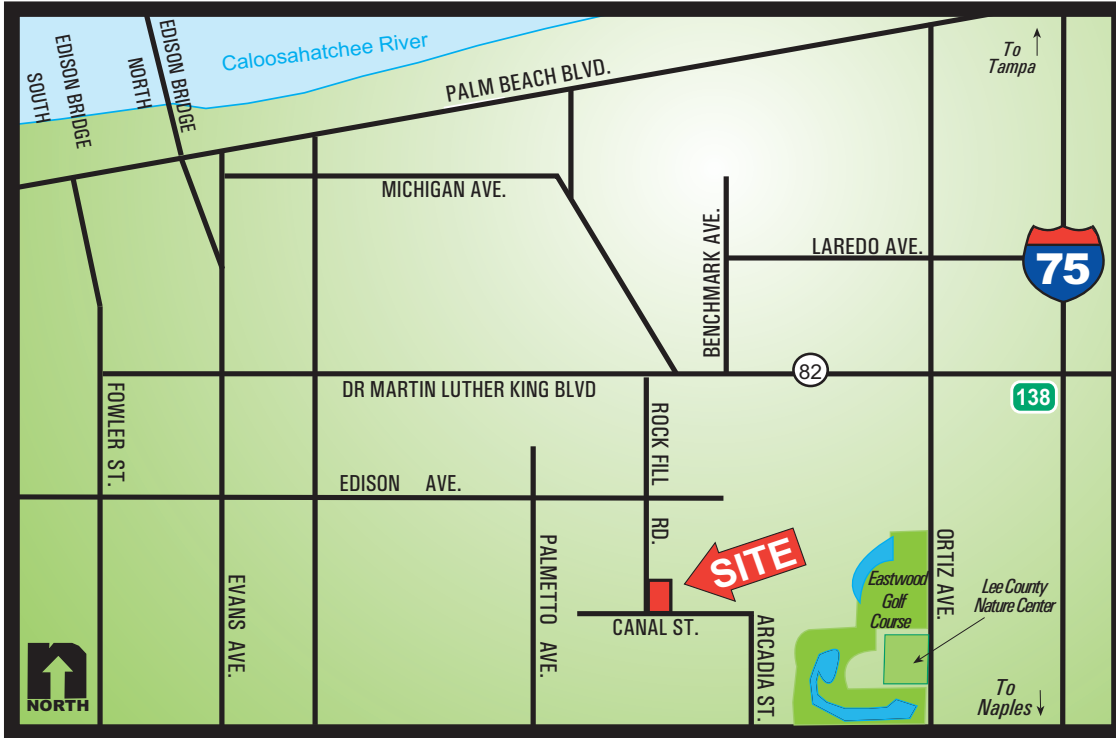 Caloosahatchee River
EDISON BRIDGE
SOUTH
EDISON BRIDGE
NORTH
PALM BEACH BLVD.
To
Tampa
MICHIGAN AVE.
BENCHMARK AVE.
LAREDO AVE.
75
82
138
DR MARTIN LUTHER KING BLVD
FOWLER ST.
ROCK FILL RD.
EDISON AVE.
SITE
PALMETTO AVE.
EVANS AVE.
CANAL ST.
ARCADIA ST.
ORTIZ AVE.
Eastwood
Golf
Course
Lee County
Nature Center
To
Naples
NORTH